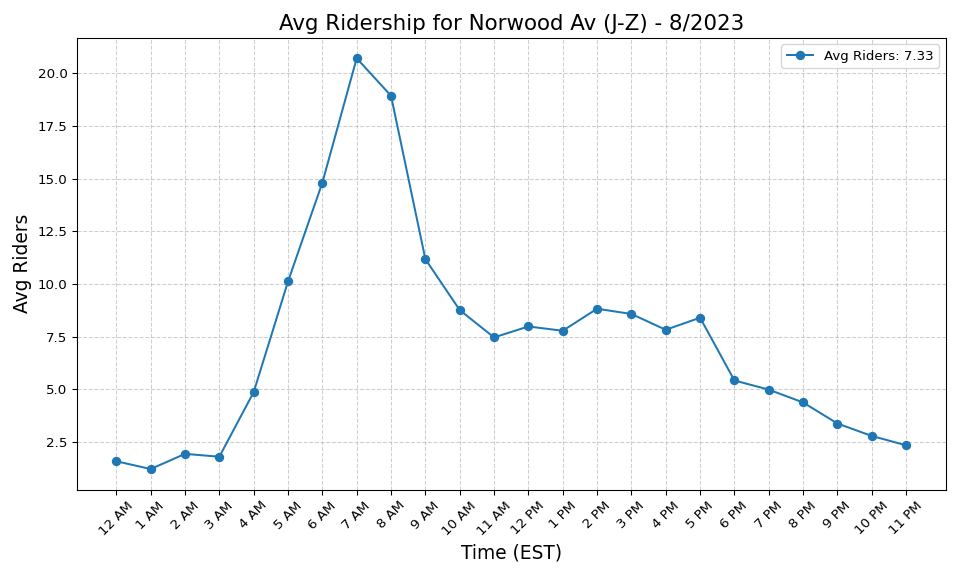 Avg Ridership for Norwood Av (J-Z) - 8/2023
Avg Riders: 7.33
Avg Riders
20.0
17.5
15.0
12.5
10.0
7.5
5.0
2.5
12 AM
1 AM
2 AM
3 AM
4 AM
5 AM
6 AM
7 AM
8 AM
9 AM
10 AM
11 AM
12 PM
1 PM
2 PM
3 PM
4 PM
5 PM
6 PM
7 PM
8 PM
9 PM
10 PM
11 PM
Time (EST)